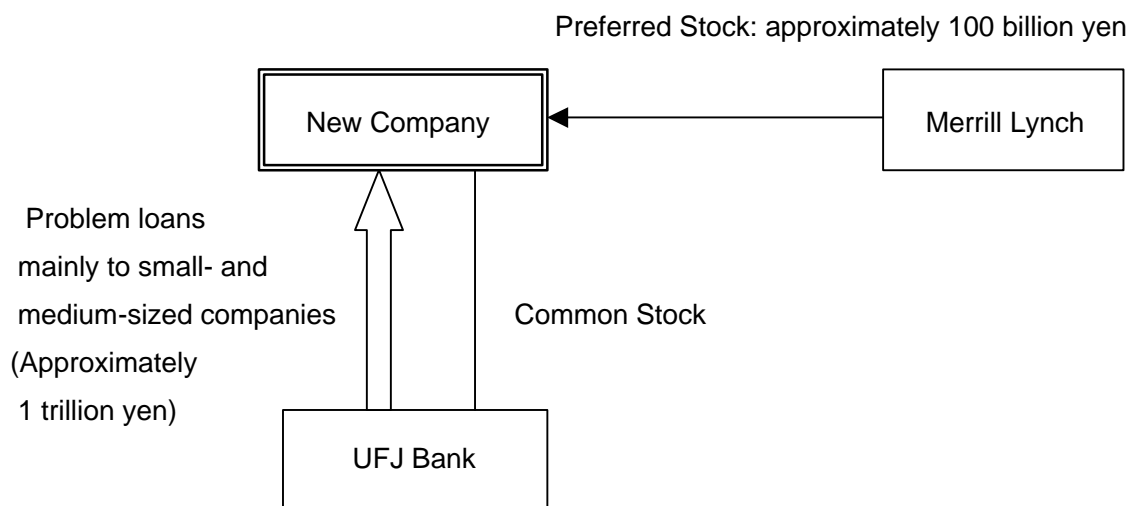 Preferred Stock: approximately 100 billion yen
New Company
Merrill Lynch
Problem loans
mainly to small- and
medium-sized companies
(Approximately
1 trillion yen)
Common Stock
UFJ Bank